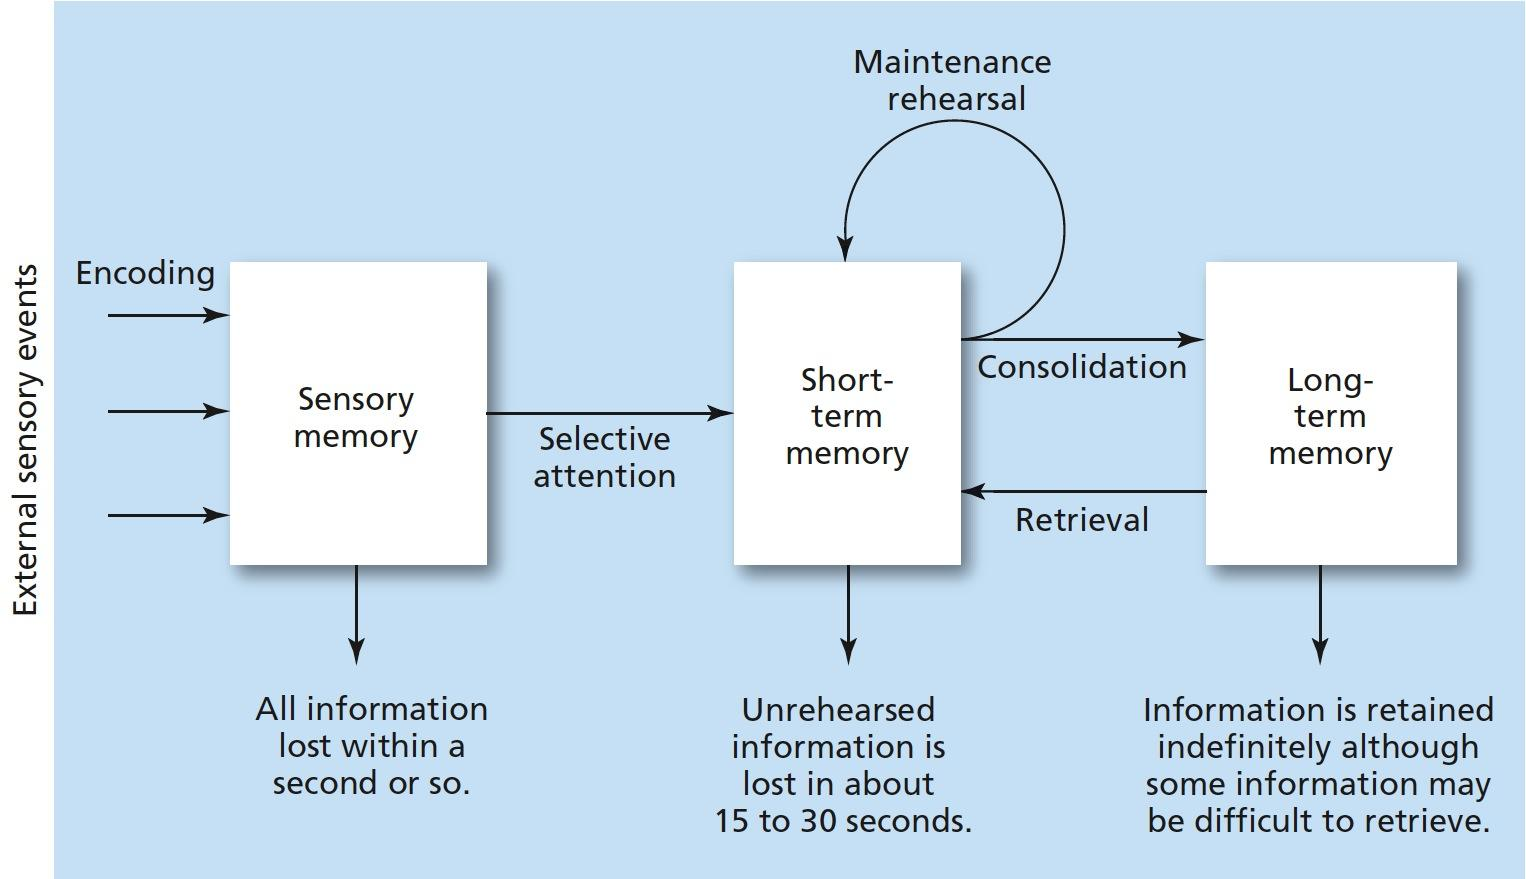 External sensory events
Encoding
Sensory
memory
Selective
attention
Maintenance
rehearsal
Short-
term
memory
Consolidation
Retrieval
Long-
term
memory
All information
lost within a
second or so.
Unrehearsed
information is
lost in about
15 to 30 seconds.
Information is retained
indefinitely although
some information may
be difficult to retrieve.